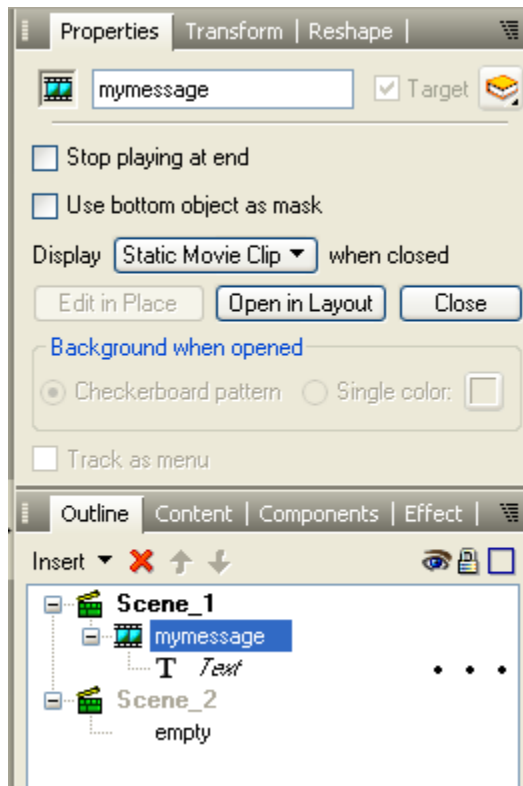 Properties Transform | Reshape |
mymessage Target
Stop playing at end
Use bottom object as mask
Display Static Movie Clip when closed
Edit in Place Open in Layout Close
Background when opened
Checkerboard pattern Single color:
Track as menu
Outline Content | Components | Effect |
Insert
Scene_1
mymessage
T Text
Scene_2
empty